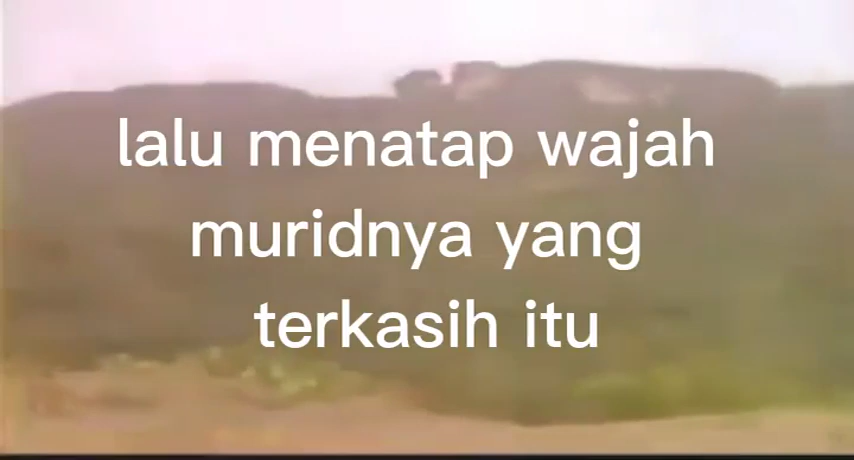 lalu menatap wajah
muridnya yang
terkasih itu